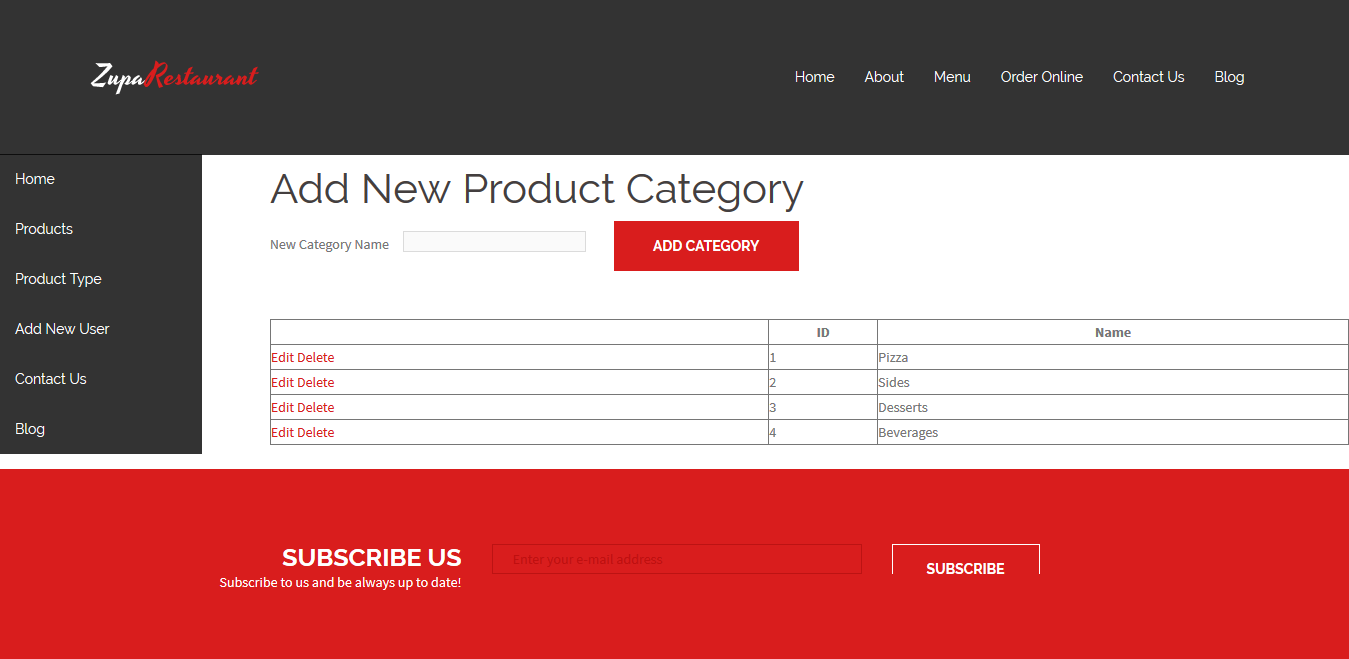 ZupaRestaurant
Home About Menu Order Online Contact Us Blog
Home
Products
Product Type
Add New User
Contact Us
Blog
Add New Product Category
New Category Name ADD CATEGORY
ID Name
Edit Delete 1 Pizza
Edit Delete 2 Sides
Edit Delete 3 Desserts
Edit Delete 4 Beverages
SUBSCRIBE US
Subscribe to us and be always up to date!
Enter your e-mail address
SUBSCRIBE